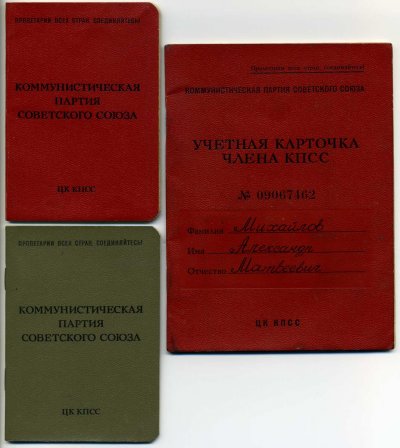 ПРОЛЕТАРИИ ВСЕХ СТРАН, СОЕДИНЯЙТЕСЬ!
КОММУНИСТИЧЕСКАЯ
ПАРТИЯ
СОВЕТСКОГО СОЮЗА
ЦК КПСС
Пролетарии всех стран, соединяйтесь!
КОММУНИСТИЧЕСКАЯ ПАРТИЯ СОВЕТСКОГО СОЮЗА
УЧЕТНАЯ КАРТОЧКА
ЧЛЕНА КПСС
№ 09067462
Фамилия Михайлов
Имя Александр
Отчество Матвеевич
ЦК КПСС
ПРОЛЕТАРИИ ВСЕХ СТРАН, СОЕДИНЯЙТЕСЬ!
КОММУНИСТИЧЕСКАЯ
ПАРТИЯ
СОВЕТСКОГО СОЮЗА
ЦК КПСС